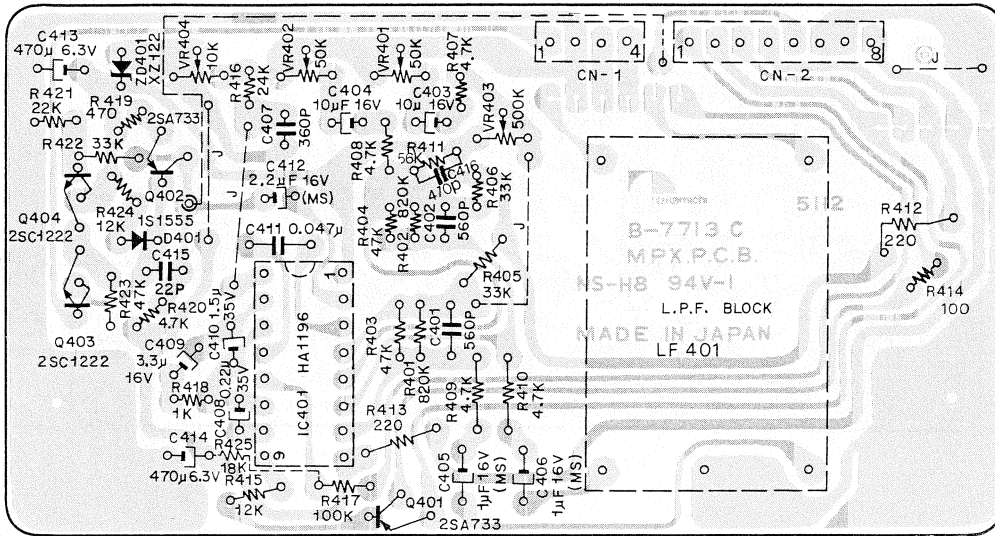 C413
470μ 6.3V
ZD401
XZ122
VR404
10K
R416
24K
VR402
50K
VR401
50K
R407
4.7K
1
4
CN-1
1
8
CN-2
J
R421
22K
R419
470
2SA733
C407
360P
C404
10μF 16V
C403
10μ 16V
VR403
500K
R422
33K
R408
4.7K
R411
56K
C416
470P
R406
33K
C412
2.2μF 16V
(MS)
J
J
Q402
R424
12K
1S1555
D401
Q404
2SC1222
R404
47K
R402
820K
C402
560P
J
C411 0.047μ
R405
33K
Nakamichi
5112
B-7713 C
MPX.P.C.B.
NS-H8 94V-1
L.P.F. BLOCK
MADE IN JAPAN
LF 401
R412
220
R414
100
C415
22P
R423
47K
R420
4.7K
Q403
2SC1222
C410 1.5μ
35V
C409
3.3μ
16V
1
9
IC401 HA1196
R403
47K
R401
820K
C401
560P
R409
4.7K
R410
4.7K
R418
1K
C408 0.22μ
35V
R413
220
C414
470μ6.3V
R425
18K
R415
12K
R417
100K
Q401
2SA733
C405
1μF 16V
(MS)
C406
1μF 16V
(MS)